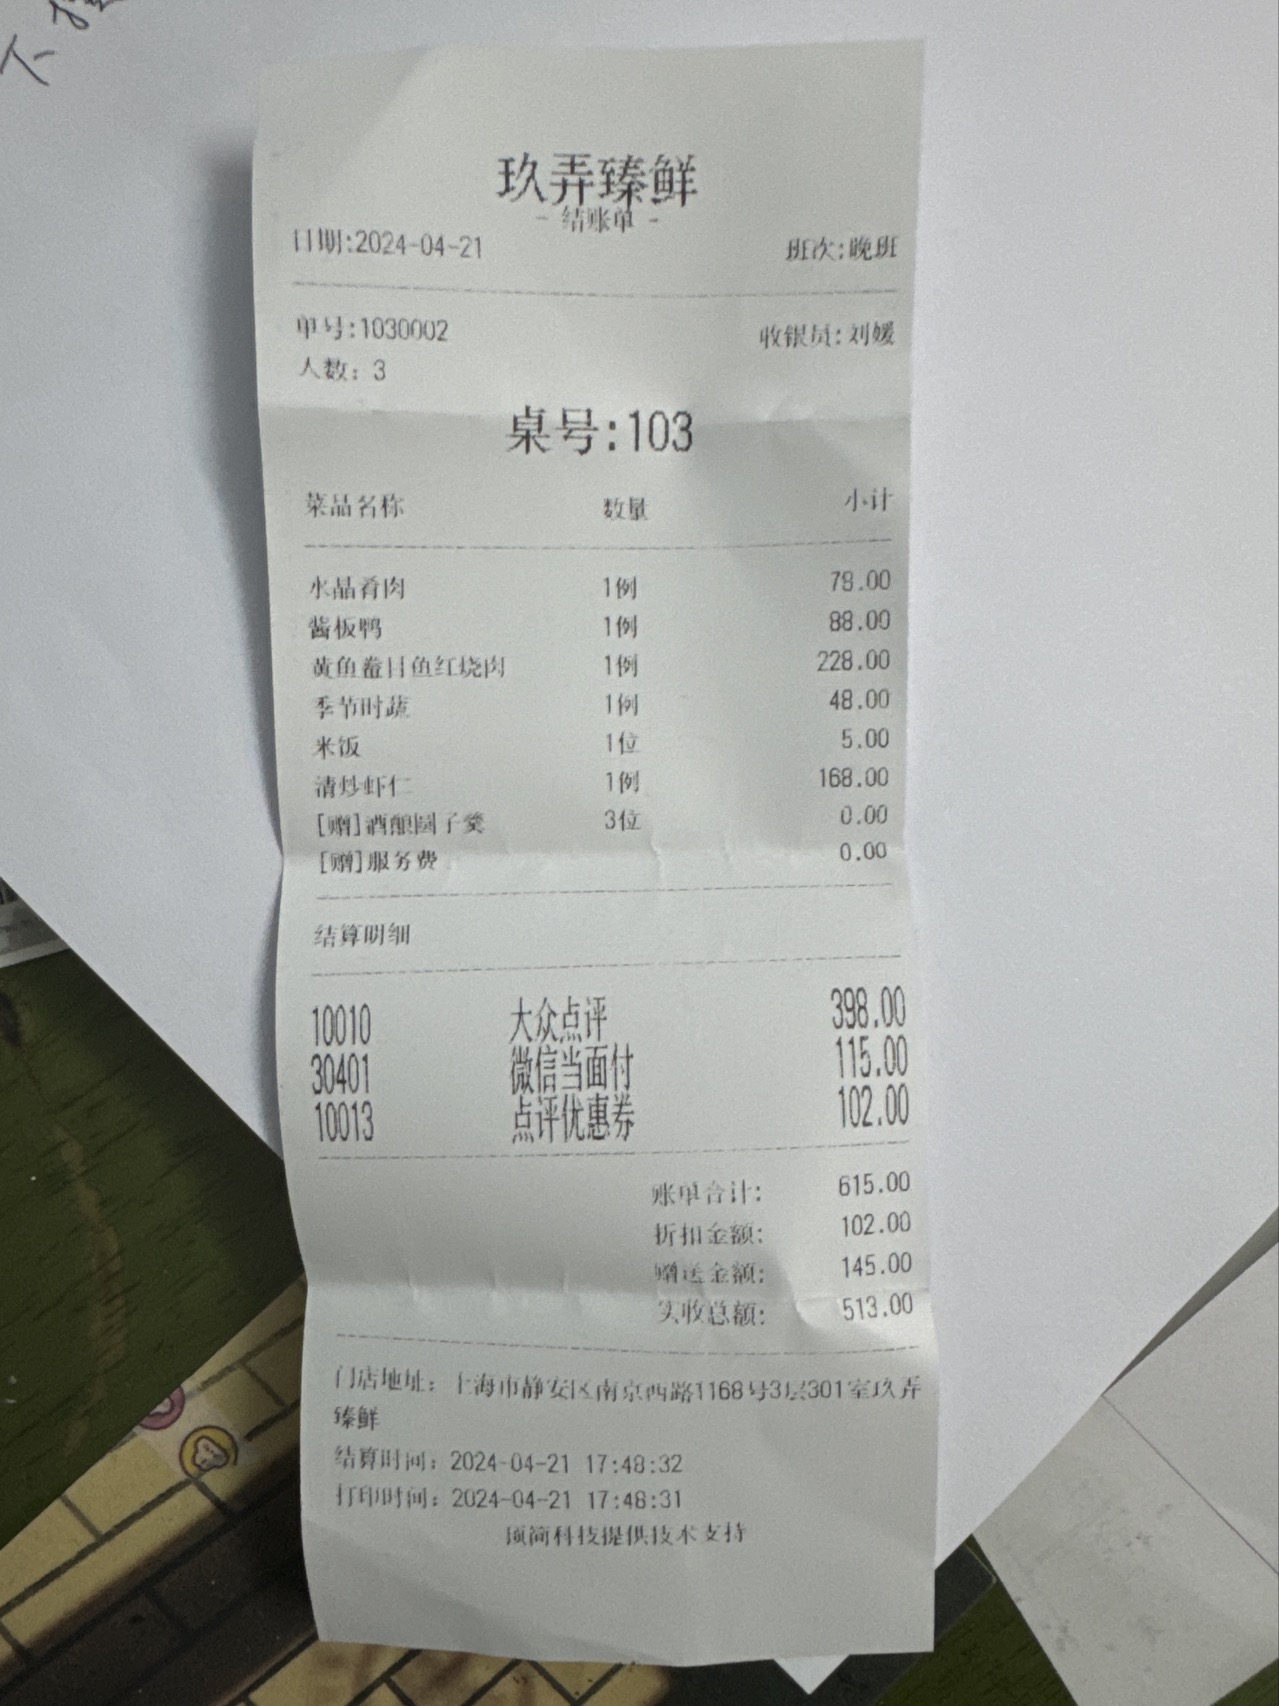 不
玖弄臻鲜
- 结账单 -
日期:2024-04-21 班次:晚班
单号:1030002 收银员:刘媛
人数: 3
桌号:103
菜品名称 数量 小计
水晶肴肉 1例 78.00
酱板鸭 1例 88.00
黄鱼鲞目鱼红烧肉 1例 228.00
季节时蔬 1例 48.00
米饭 1位 5.00
清炒虾仁 1例 168.00
[赠]酒酿圆子羹 3位 0.00
[赠]服务费 0.00
结算明细
10010 大众点评 398.00
30401 微信当面付 115.00
10013 点评优惠券 102.00
账单合计: 615.00
折扣金额: 102.00
赠送金额: 145.00
实收总额: 513.00
门店地址: 上海市静安区南京西路1168号3层301室玖弄
臻鲜
结算时间: 2024-04-21 17:48:32
打印时间: 2024-04-21 17:48:31
顶简科技提供技术支持